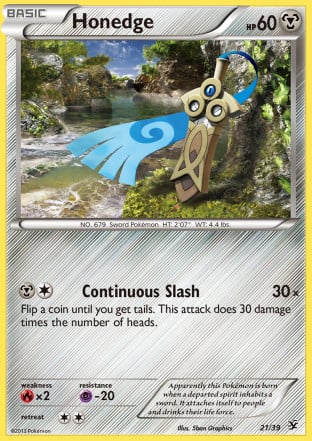 BASIC
Honedge
HP60
NO. 679 Sword Pokémon HT: 2'07" WT: 4.4 lbs.
Continuous Slash 30×
Flip a coin until you get tails. This attack does 30 damage
times the number of heads.
weakness
×2
resistance
-20
retreat
Apparently this Pokémon is born
when a departed spirit inhabits a
sword. It attaches itself to people
and drinks their life force.
©2013 Pokémon
Illus. 5ban Graphics
21/39